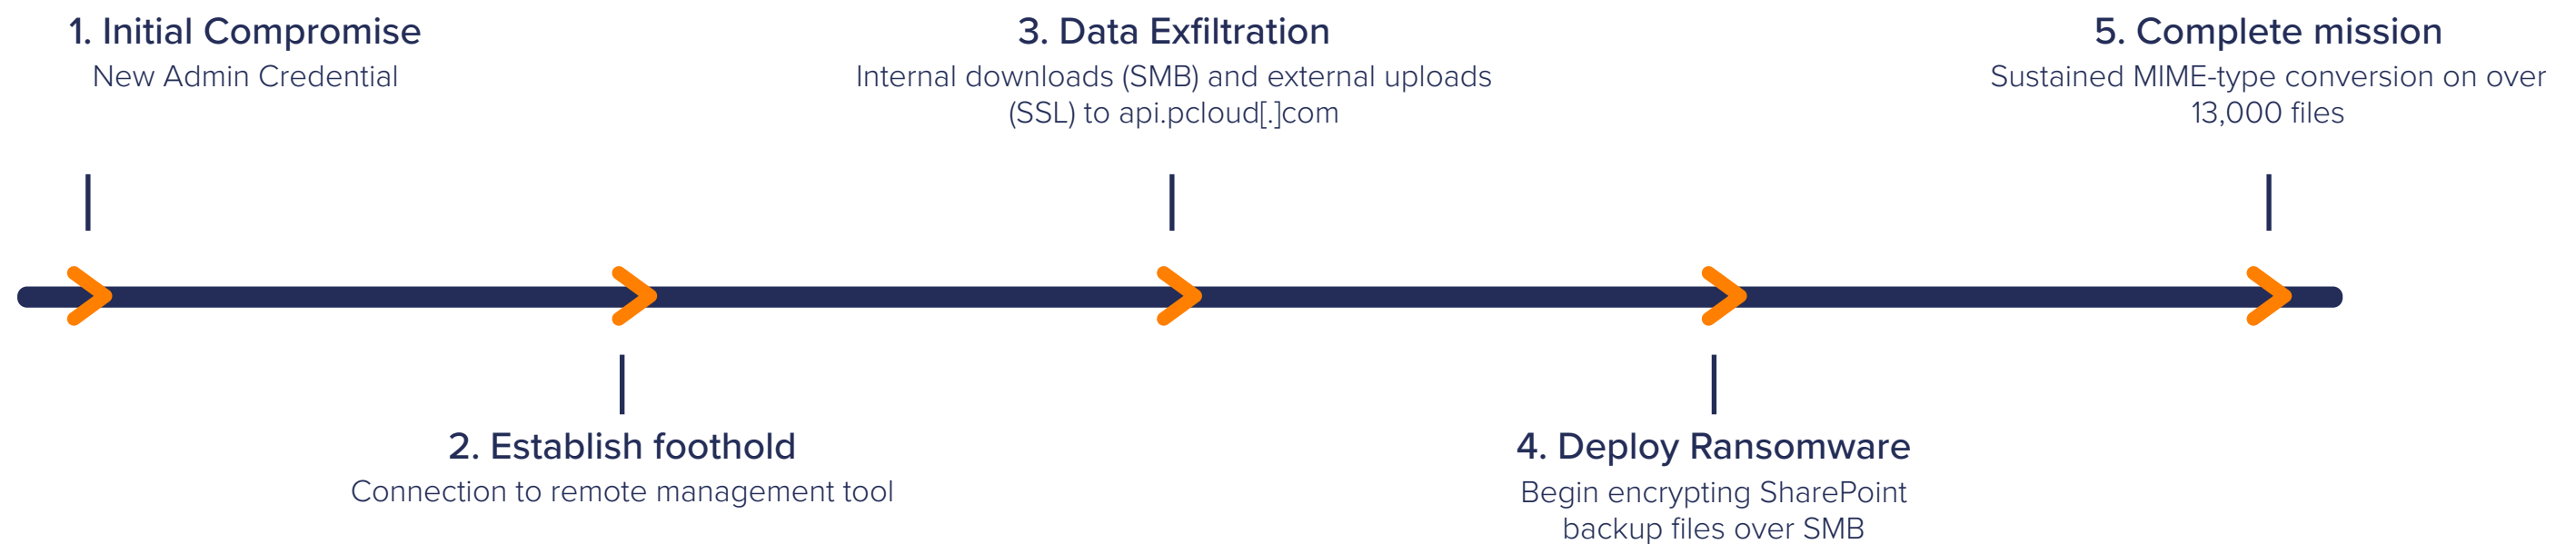 1. Initial Compromise
New Admin Credential
2. Establish foothold
Connection to remote management tool
3. Data Exfiltration
Internal downloads (SMB) and external uploads
(SSL) to api.pcloud[.]com
4. Deploy Ransomware
Begin encrypting SharePoint
backup files over SMB
5. Complete mission
Sustained MIME-type conversion on over
13,000 files